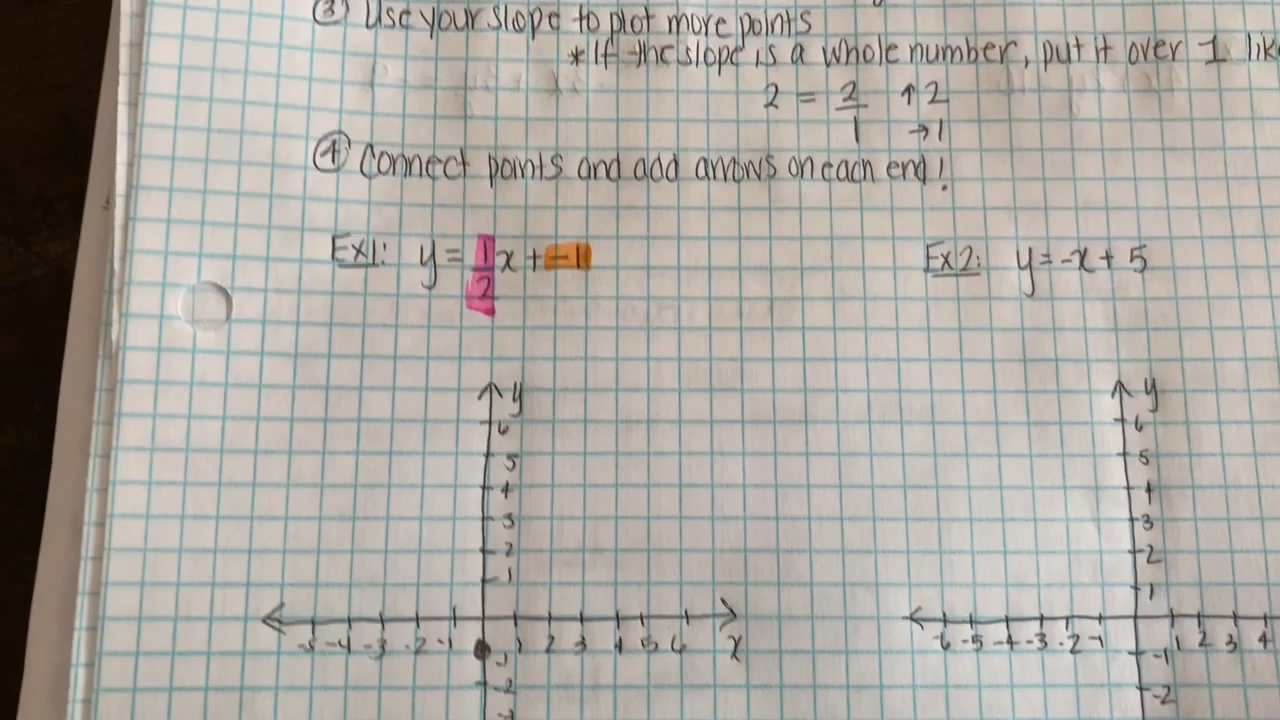 ③ Use your slope to plot more points
*If the slope is a whole number, put it over 1 lik
2 = 2/1 ↑2 →1
④ Connect points and add arrows on each end!
Ex1: y = 1/2 x + -1
Ex2: y = -x + 5
y
6
5
4
3
2
1
-5 -4 -3 -2 -1 1 2 3 4 5 6 x
-1
-2
y
6
5
4
3
2
1
-6 -5 -4 -3 -2 -1 1 2 3 4
-1
-2